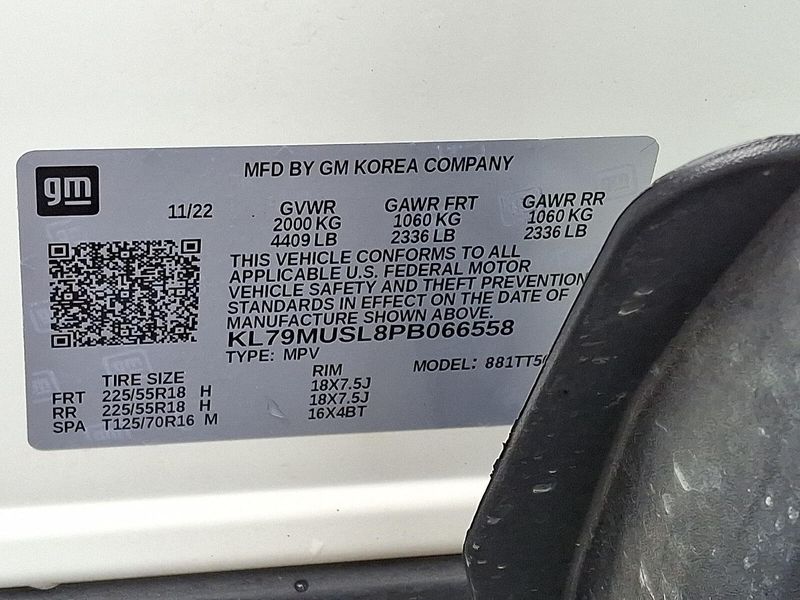 gm
MFD BY GM KOREA COMPANY
11/22
GVWR GAWR FRT GAWR RR
2000 KG 1060 KG 1060 KG
4409 LB 2336 LB 2336 LB
THIS VEHICLE CONFORMS TO ALL
APPLICABLE U.S. FEDERAL MOTOR
VEHICLE SAFETY AND THEFT PREVENTION
STANDARDS IN EFFECT ON THE DATE OF
MANUFACTURE SHOWN ABOVE.
KL79MUSL8PB066558
TYPE: MPV MODEL:
TIRE SIZE RIM
FRT 225/55R18 H 18X7.5J
RR 225/55R18 H 18X7.5J
SPA T125/70R16 M 16X4BT